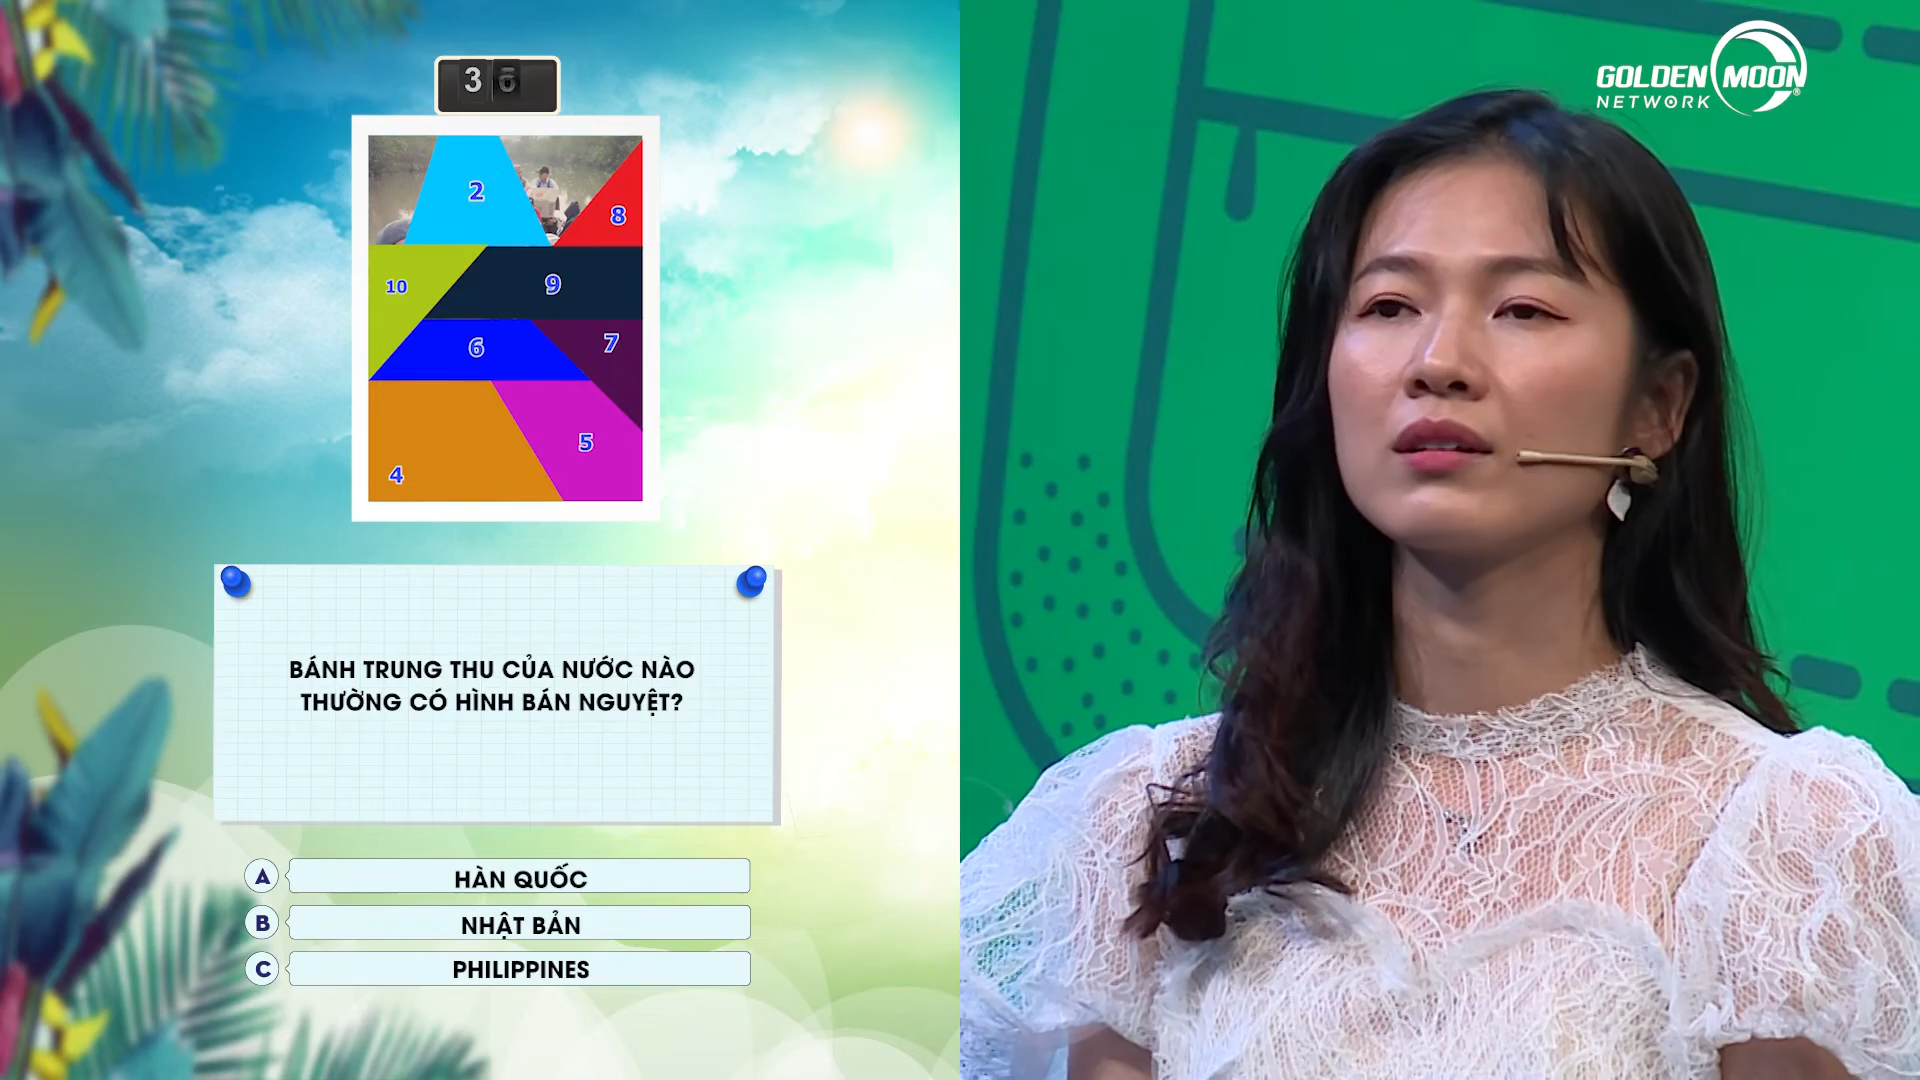 3 6
2
8
10
9
6
7
5
4
BÁNH TRUNG THU CỦA NƯỚC NÀO
THƯỜNG CÓ HÌNH BÁN NGUYỆT?
A HÀN QUỐC
B NHẬT BẢN
C PHILIPPINES
GOLDEN MOON®
NETWORK